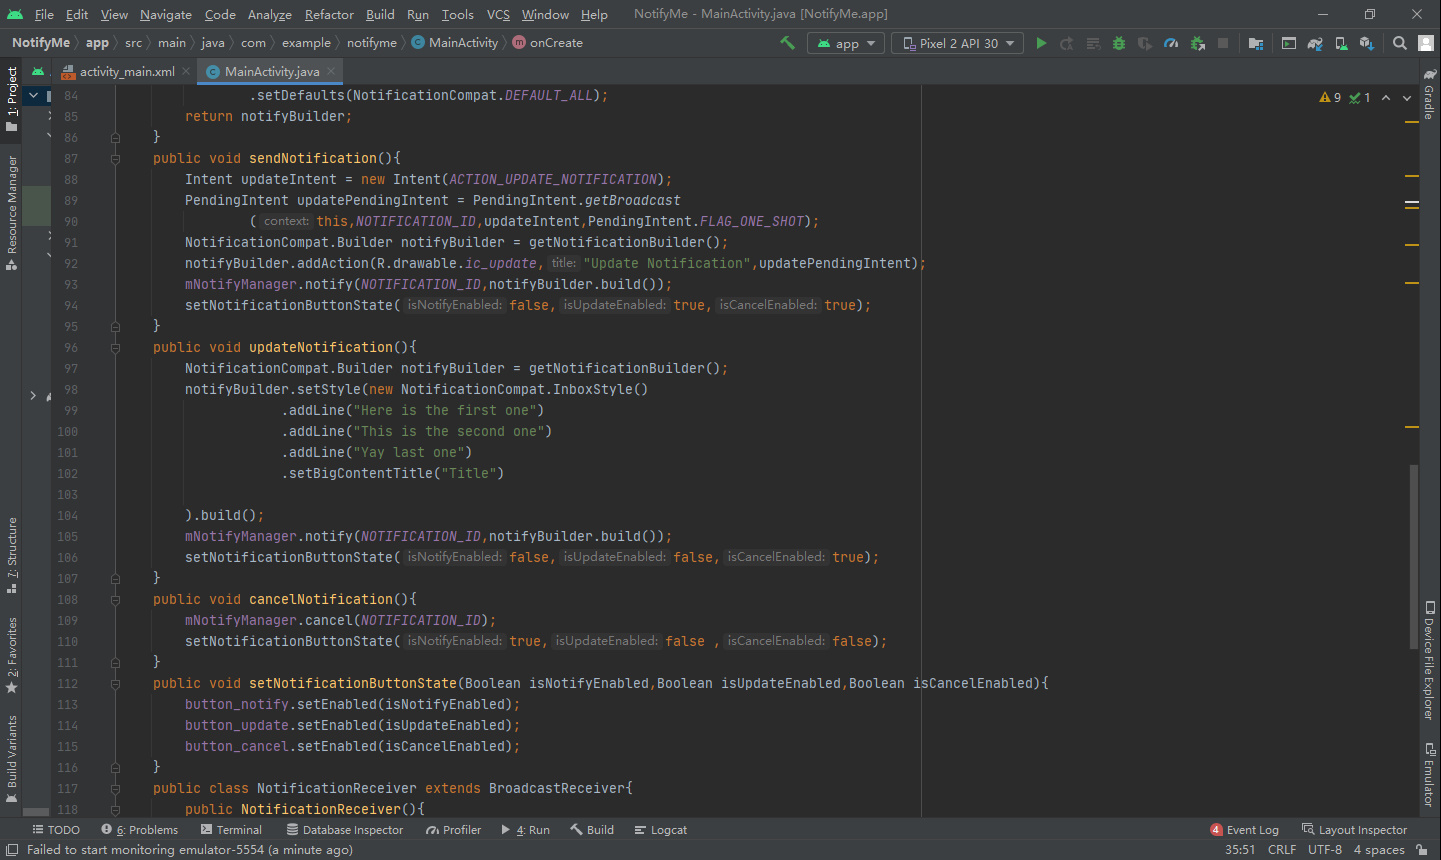 File Edit View Navigate Code Analyze Refactor Build Run Tools VCS Window Help NotifyMe - MainActivity.java [NotifyMe.app]
NotifyMe app src main java com example notifyme MainActivity onCreate app Pixel 2 API 30
activity_main.xml MainActivity.java
84 .setDefaults(NotificationCompat.DEFAULT_ALL); 9 1
85 return notifyBuilder;
86 }
87 public void sendNotification(){
88 Intent updateIntent = new Intent(ACTION_UPDATE_NOTIFICATION);
89 PendingIntent updatePendingIntent = PendingIntent.getBroadcast
90 ( context: this,NOTIFICATION_ID,updateIntent,PendingIntent.FLAG_ONE_SHOT);
91 NotificationCompat.Builder notifyBuilder = getNotificationBuilder();
92 notifyBuilder.addAction(R.drawable.ic_update, title: "Update Notification",updatePendingIntent);
93 mNotifyManager.notify(NOTIFICATION_ID,notifyBuilder.build());
94 setNotificationButtonState( isNotifyEnabled: false, isUpdateEnabled: true, isCancelEnabled: true);
95 }
96 public void updateNotification(){
97 NotificationCompat.Builder notifyBuilder = getNotificationBuilder();
98 notifyBuilder.setStyle(new NotificationCompat.InboxStyle()
99 .addLine("Here is the first one")
100 .addLine("This is the second one")
101 .addLine("Yay last one")
102 .setBigContentTitle("Title")
103
104 ).build();
105 mNotifyManager.notify(NOTIFICATION_ID,notifyBuilder.build());
106 setNotificationButtonState( isNotifyEnabled: false, isUpdateEnabled: false, isCancelEnabled: true);
107 }
108 public void cancelNotification(){
109 mNotifyManager.cancel(NOTIFICATION_ID);
110 setNotificationButtonState( isNotifyEnabled: true, isUpdateEnabled: false , isCancelEnabled: false);
111 }
112 public void setNotificationButtonState(Boolean isNotifyEnabled,Boolean isUpdateEnabled,Boolean isCancelEnabled){
113 button_notify.setEnabled(isNotifyEnabled);
114 button_update.setEnabled(isUpdateEnabled);
115 button_cancel.setEnabled(isCancelEnabled);
116 }
117 public class NotificationReceiver extends BroadcastReceiver{
118 public NotificationReceiver(){
1: Project
Resource Manager
7: Structure
2: Favorites
Build Variants
Gradle
Device File Explorer
Emulator
TODO 6: Problems Terminal Database Inspector Profiler 4: Run Build Logcat 4 Event Log Layout Inspector
Failed to start monitoring emulator-5554 (a minute ago) 35:51 CRLF UTF-8 4 spaces